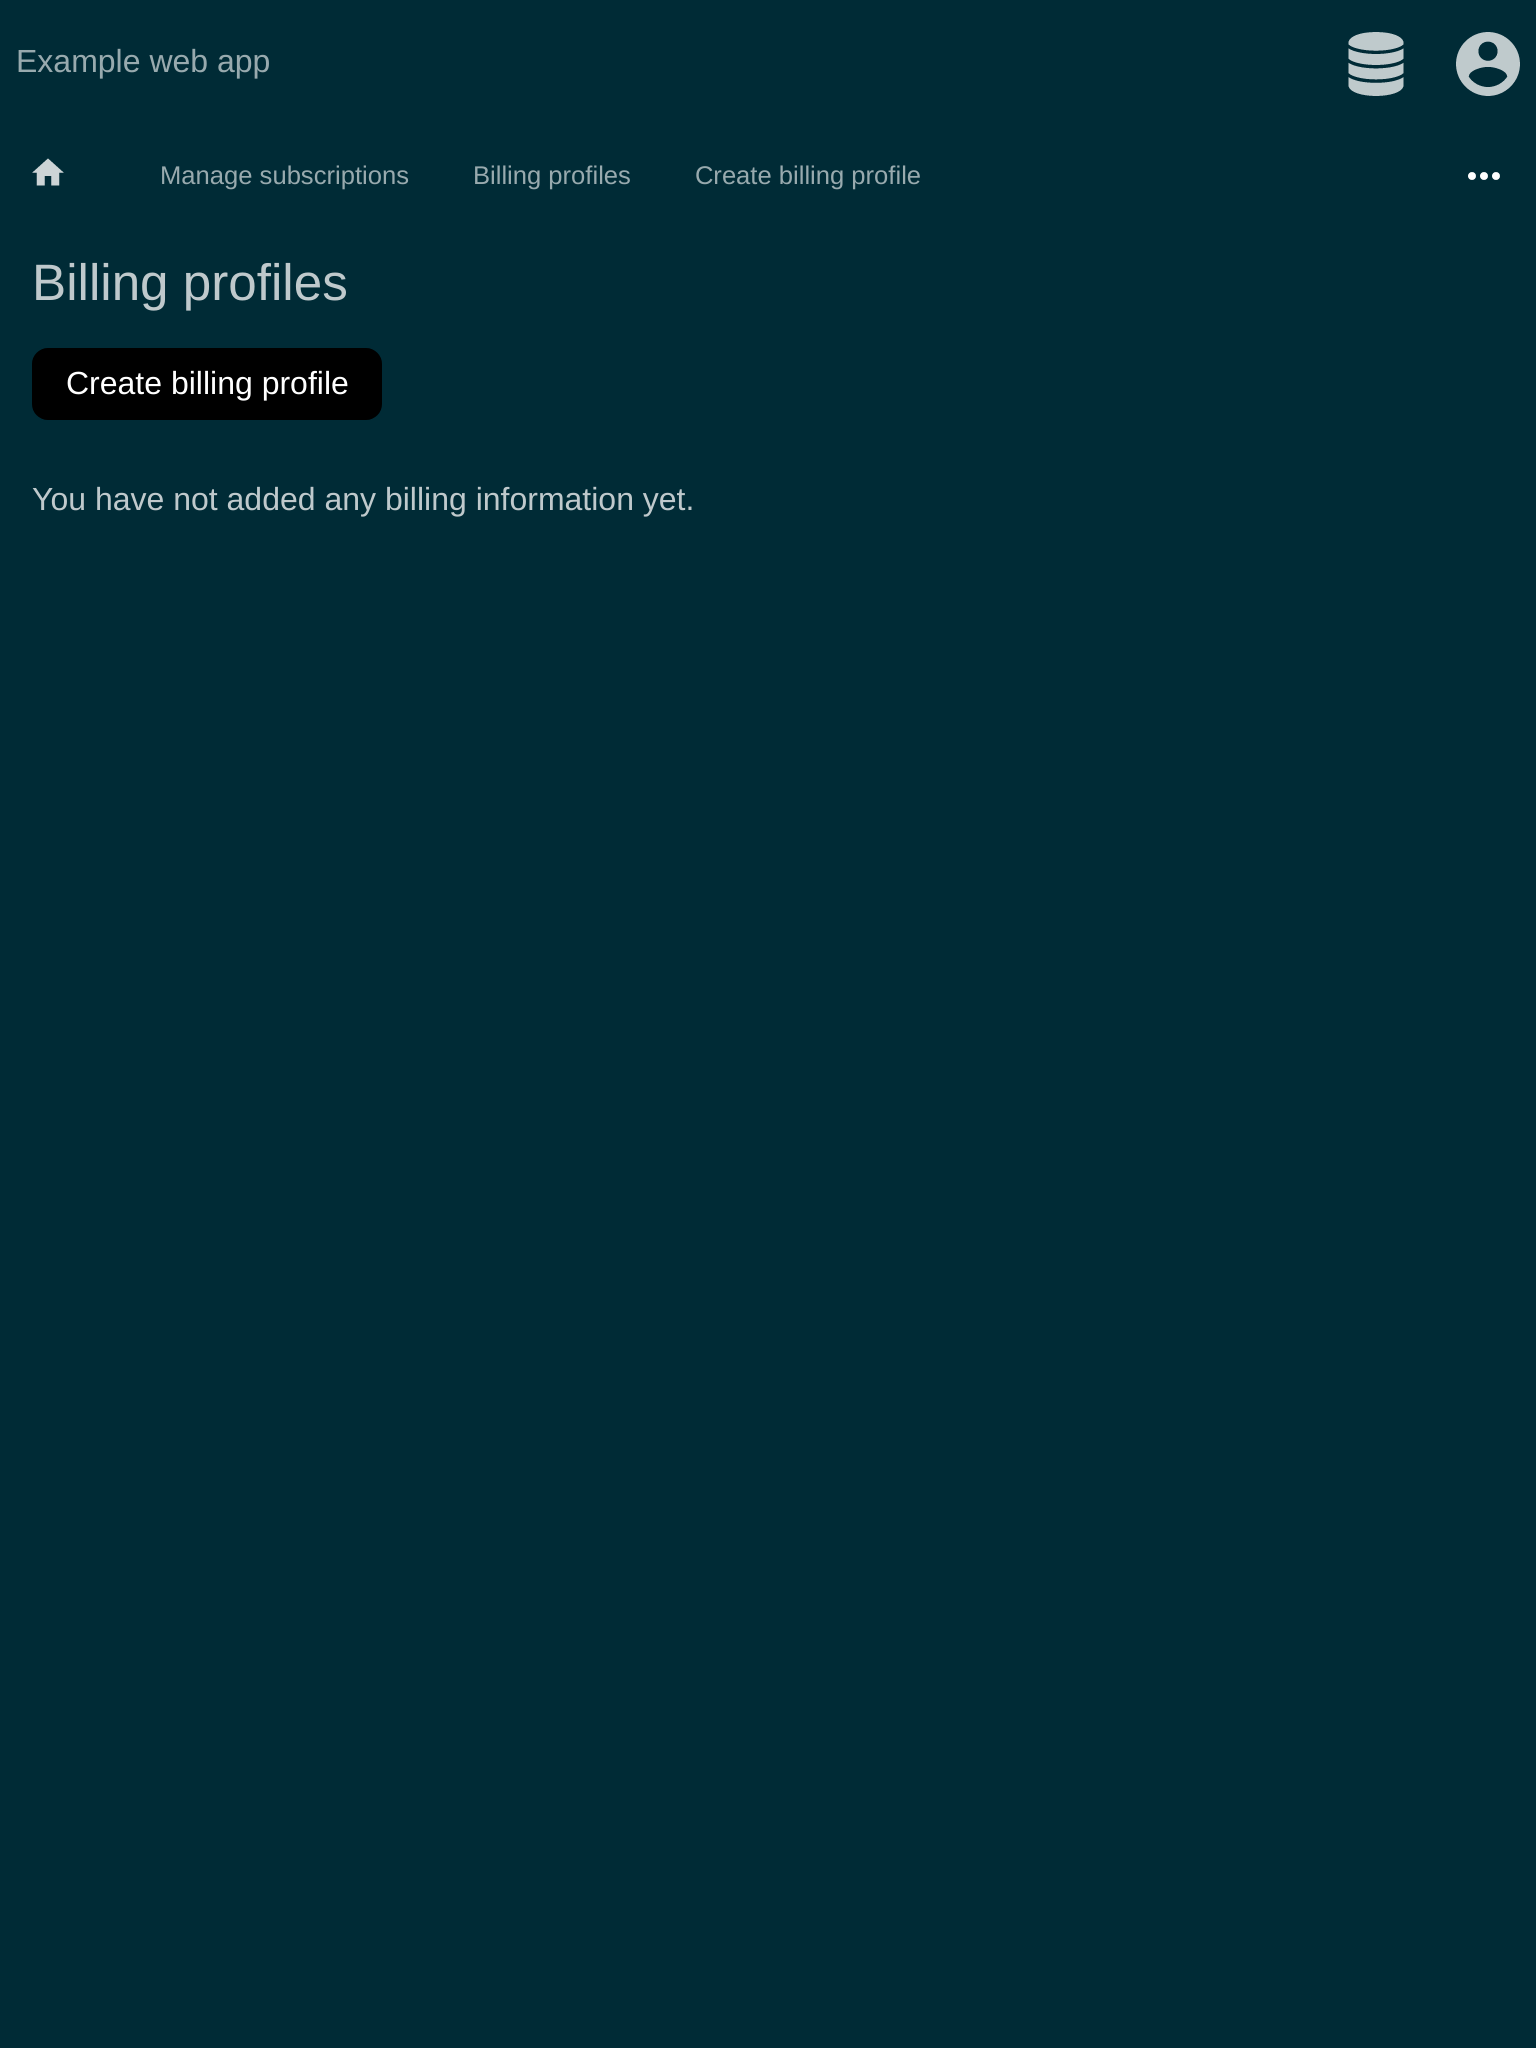 Example web app
Manage subscriptions Billing profiles Create billing profile
Billing profiles
Create billing profile
You have not added any billing information yet.